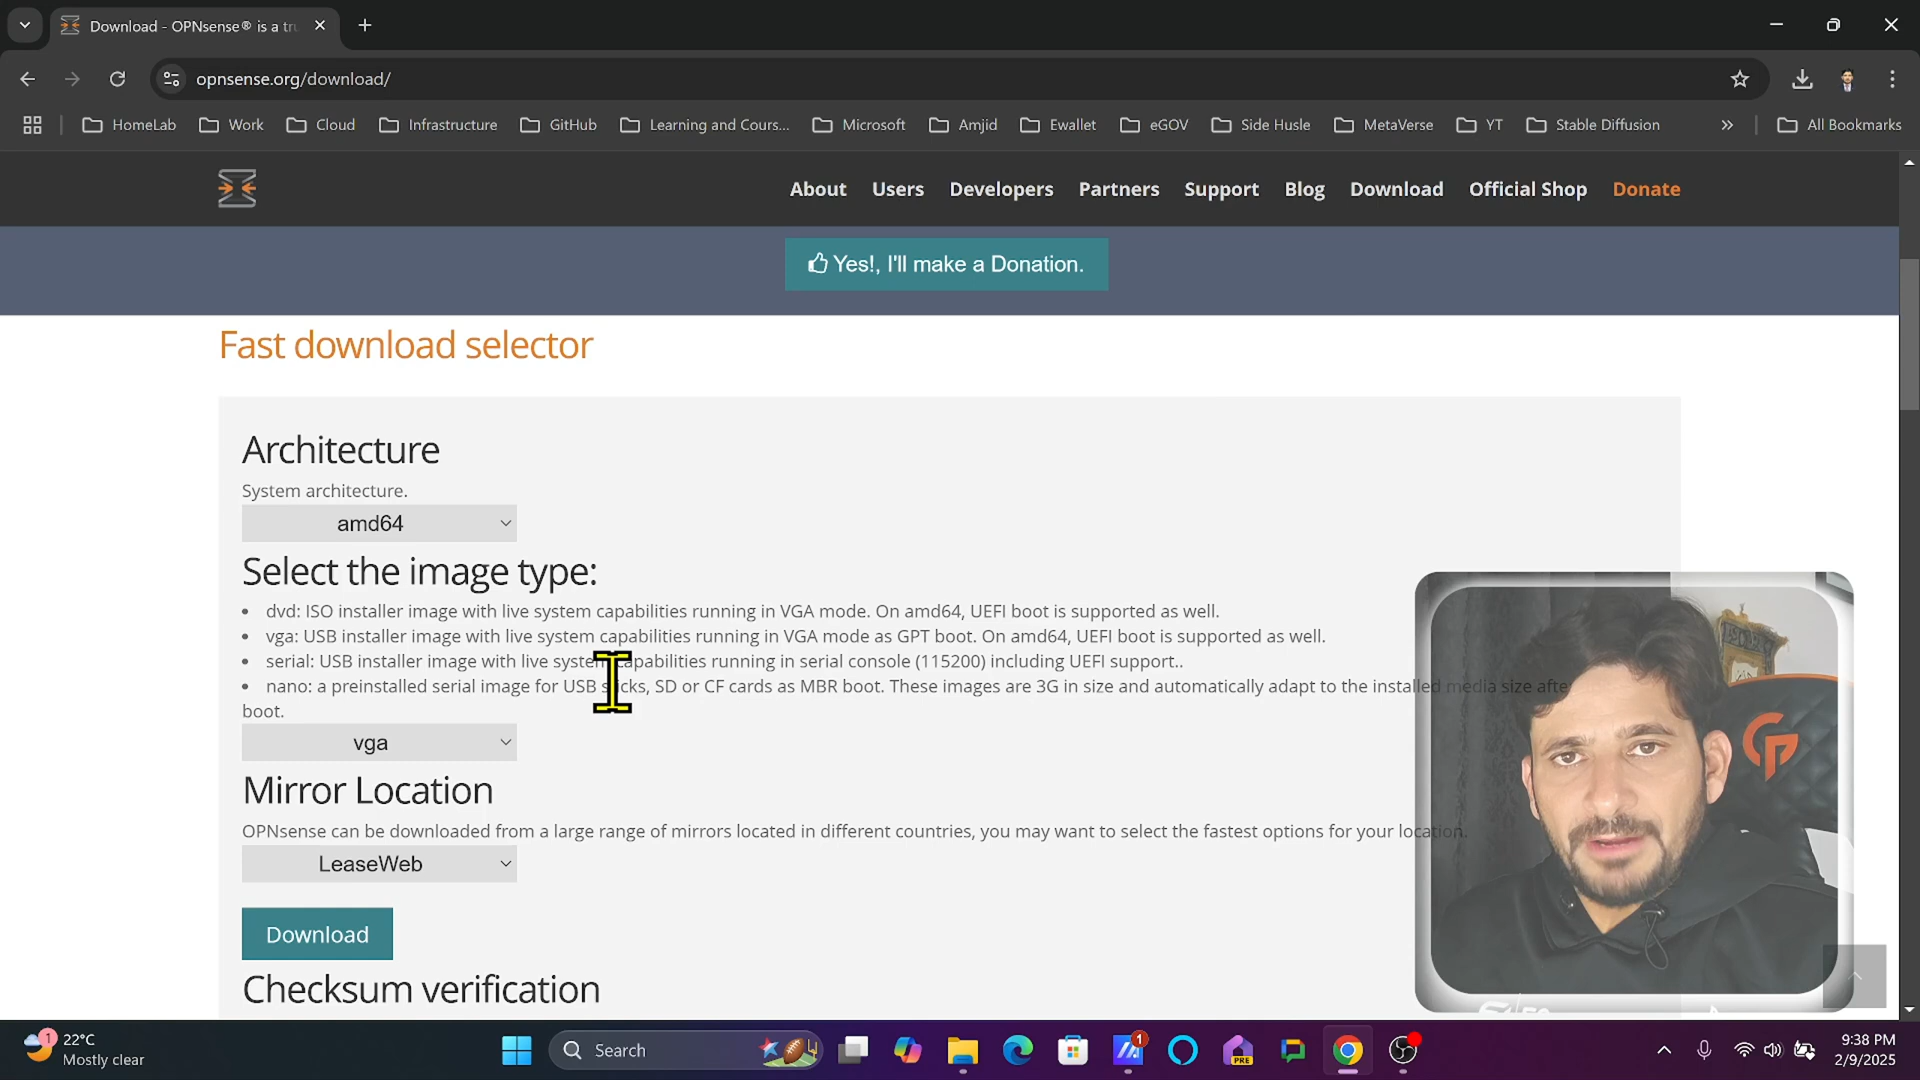 Download - OPNsense® is a tr
opnsense.org/download/
HomeLab
Work
Cloud
Infrastructure
GitHub
Learning and Cours...
Microsoft
Amjid
Ewallet
eGOV
Side Husle
MetaVerse
YT
Stable Diffusion
All Bookmarks
About
Users
Developers
Partners
Support
Blog
Download
Official Shop
Donate
Yes!, I'll make a Donation.
Fast download selector
Architecture
System architecture.
amd64
Select the image type:
• dvd: ISO installer image with live system capabilities running in VGA mode. On amd64, UEFI boot is supported as well.
• vga: USB installer image with live system capabilities running in VGA mode as GPT boot. On amd64, UEFI boot is supported as well.
• serial: USB installer image with live system capabilities running in serial console (115200) including UEFI support..
• nano: a preinstalled serial image for USB sticks, SD or CF cards as MBR boot. These images are 3G in size and automatically adapt to the installed media size after
boot.
vga
Mirror Location
OPNsense can be downloaded from a large range of mirrors located in different countries, you may want to select the fastest options for your location.
LeaseWeb
Download
Checksum verification
1
22°C
Mostly clear
Search
1
PRE
9:38 PM
2/9/2025